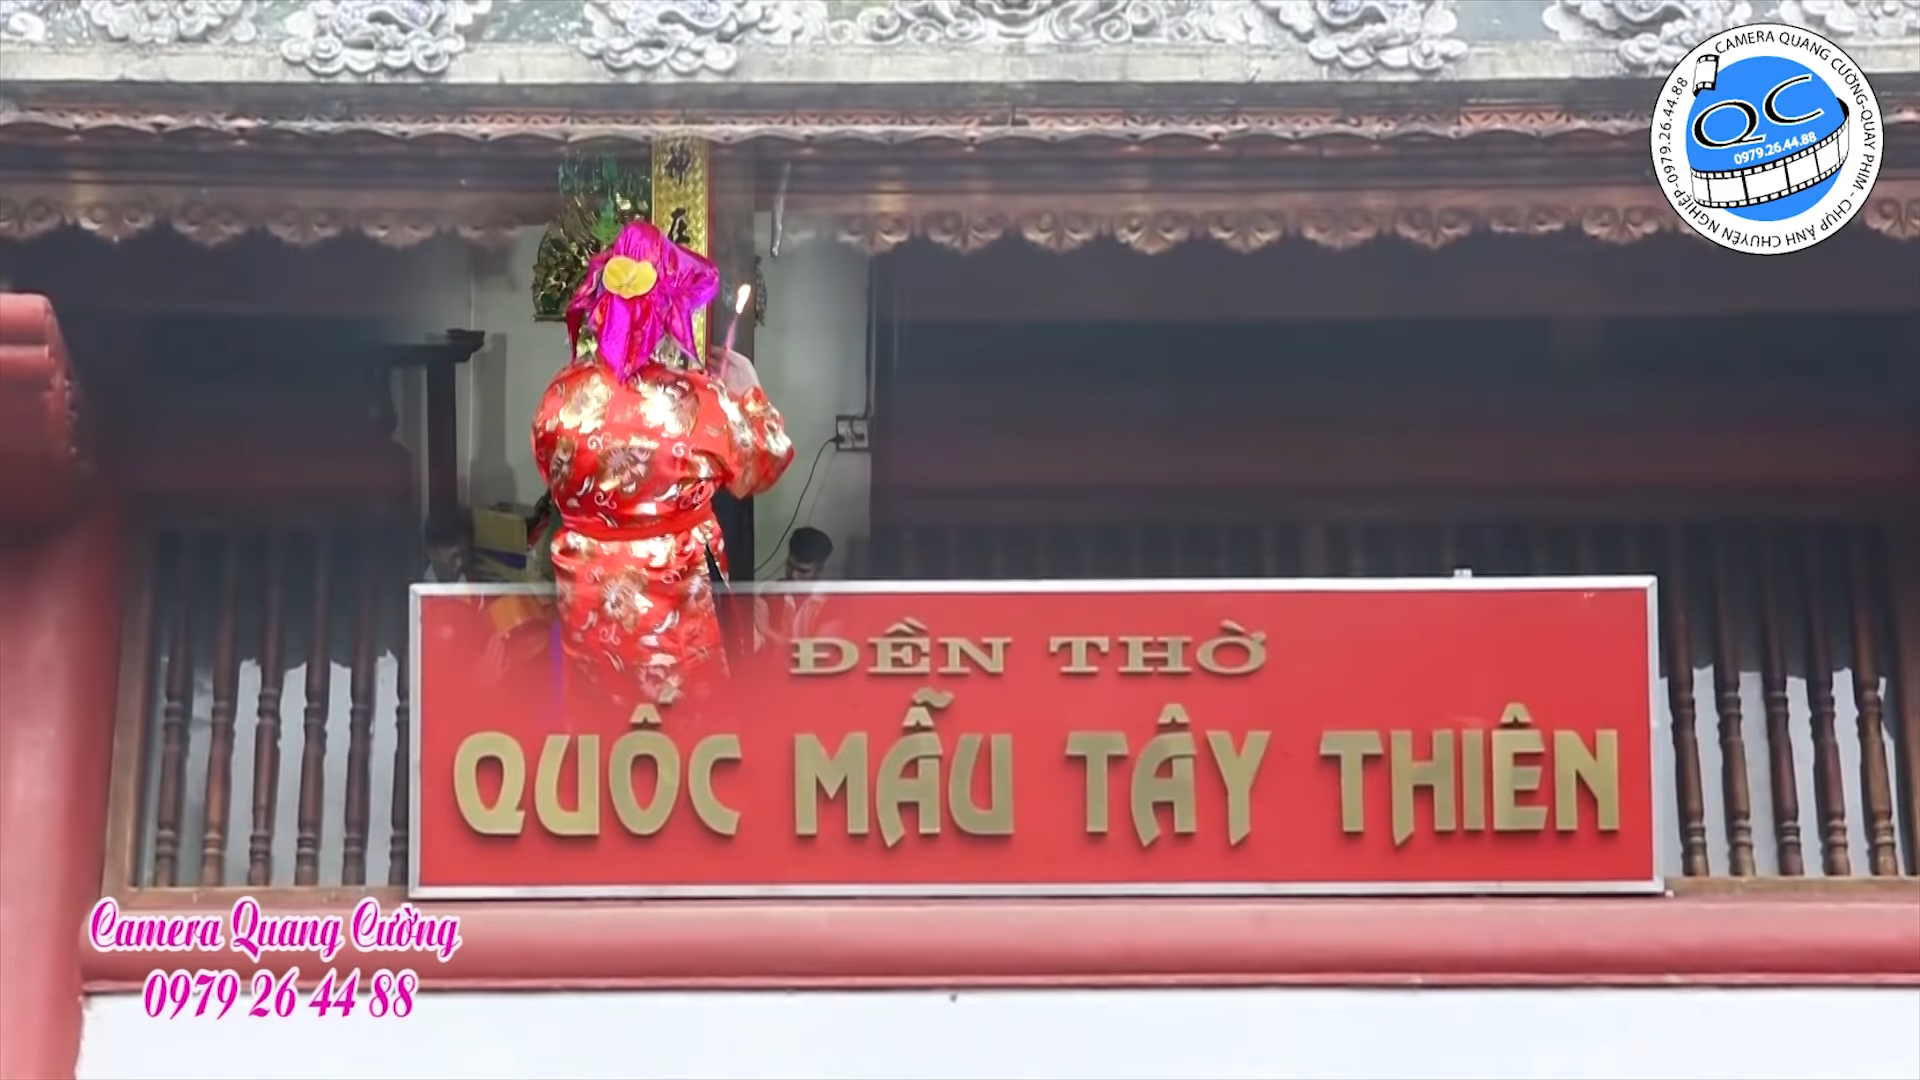 CAMERA QUANG CƯỜNG-QUAY PHIM - CHỤP ẢNH CHUYÊN NGHIỆP-0979.26.44.88
QC
0979.26.44.88
ĐỀN THỜ
QUỐC MẪU TÂY THIÊN
Camera Quang Cường
0979 26 44 88